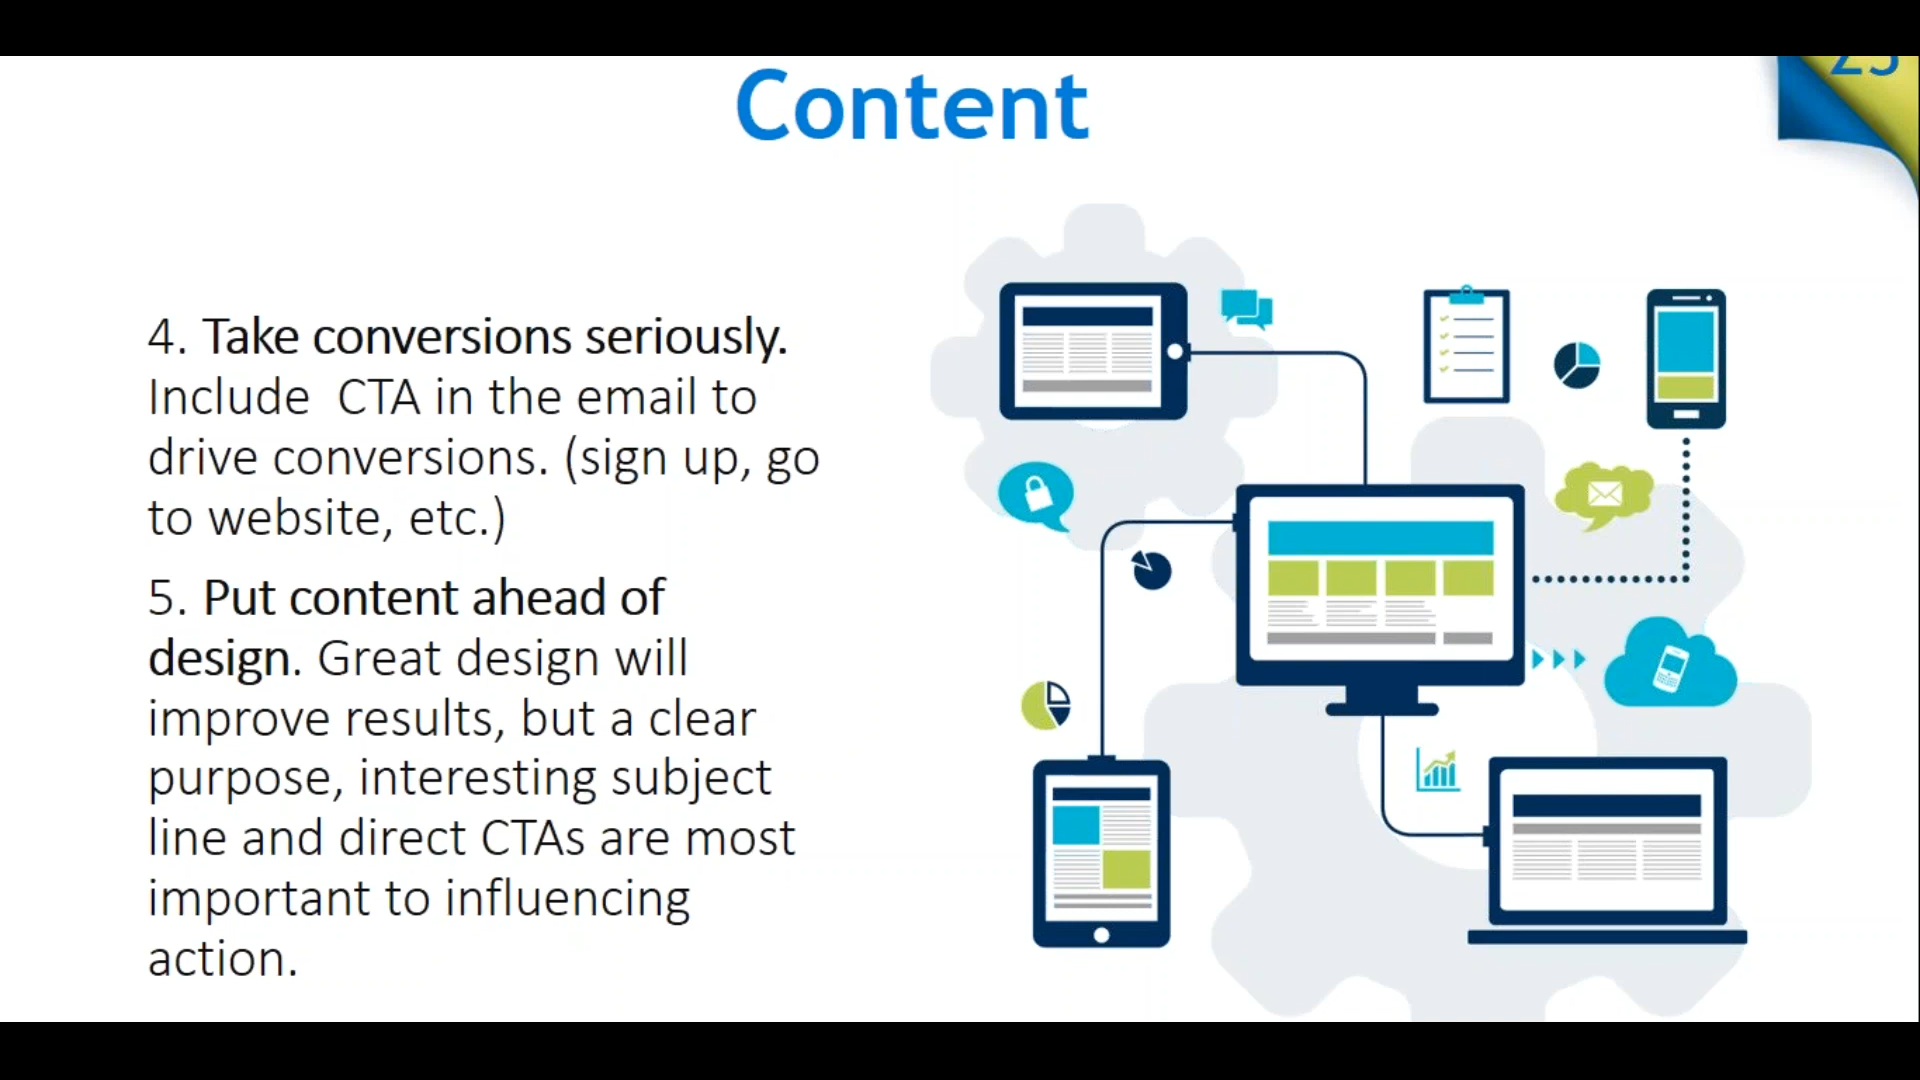 Content
4. Take conversions seriously.
Include  CTA in the email to
drive conversions. (sign up, go
to website, etc.)
5. Put content ahead of
design. Great design will
improve results, but a clear
purpose, interesting subject
line and direct CTAs are most
important to influencing
action.